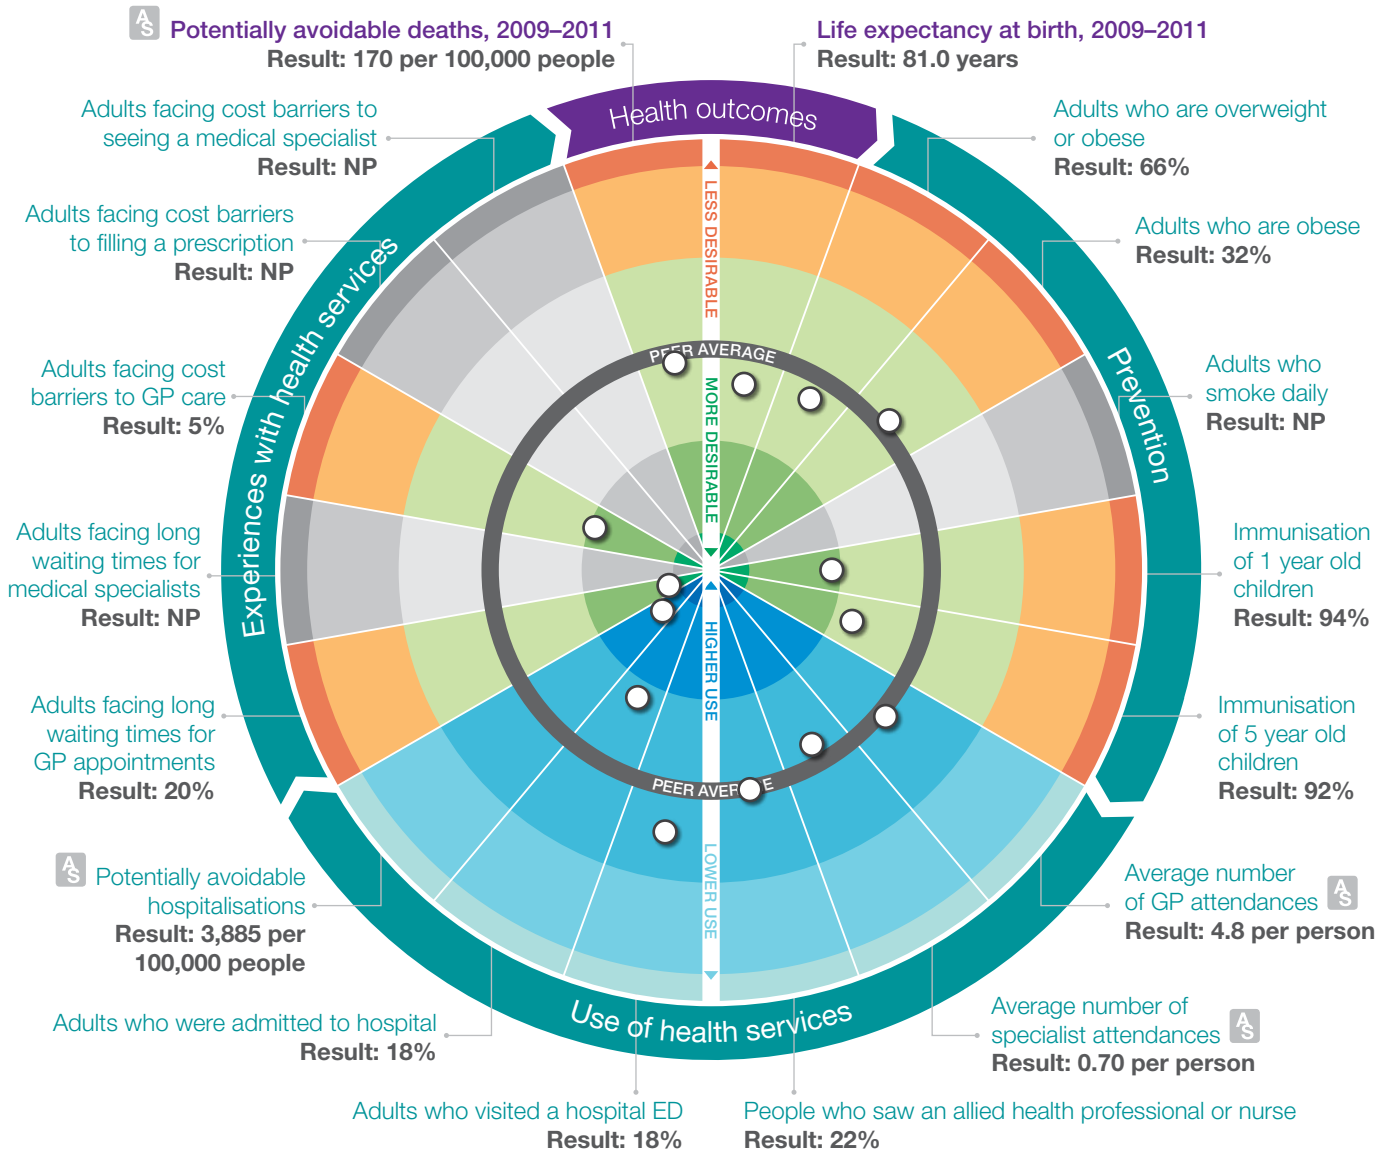 AS Potentially avoidable deaths, 2009–2011
Result: 170 per 100,000 people
Life expectancy at birth, 2009–2011
Result: 81.0 years
Adults facing cost barriers to
seeing a medical specialist
Result: NP
Health outcomes
Adults who are overweight
or obese
Result: 66%
Adults facing cost barriers
to filling a prescription
Result: NP
Adults who are obese
Result: 32%
LESS DESIRABLE
PEER AVERAGE
MORE DESIRABLE
Experiences with health services
Prevention
Adults facing cost
barriers to GP care
Result: 5%
Adults who
smoke daily
Result: NP
Adults facing long
waiting times for
medical specialists
Result: NP
Immunisation
of 1 year old
children
Result: 94%
HIGHER USE
PEER AVERAGE
LOWER USE
Adults facing long
waiting times for
GP appointments
Result: 20%
Immunisation
of 5 year old
children
Result: 92%
AS Potentially avoidable
hospitalisations
Result: 3,885 per
100,000 people
Average number
of GP attendances AS
Result: 4.8 per person
Use of health services
Adults who were admitted to hospital
Result: 18%
Average number of
specialist attendances AS
Result: 0.70 per person
Adults who visited a hospital ED
Result: 18%
People who saw an allied health professional or nurse
Result: 22%